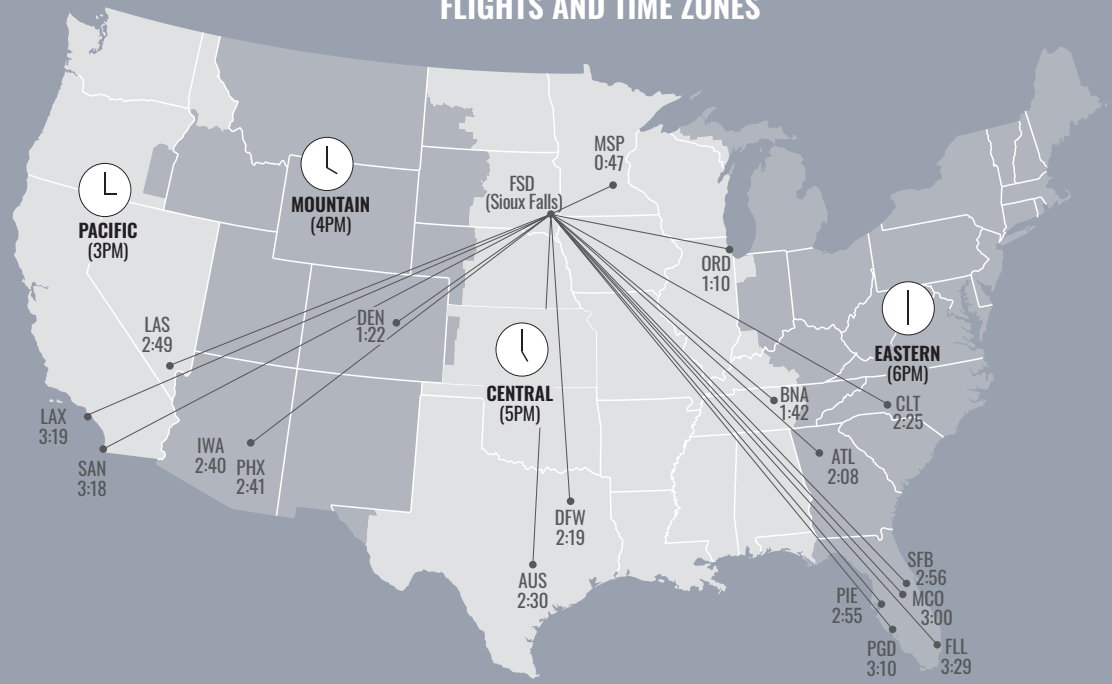 FLIGHTS AND TIME ZONES
MSP
0:47
FSD
(Sioux Falls)
MOUNTAIN
(4PM)
PACIFIC
(3PM)
ORD
1:10
LAS
2:49
DEN
1:22
EASTERN
(6PM)
CENTRAL
(5PM)
BNA
1:42
CLT
2:25
LAX
3:19
IWA
2:40
PHX
2:41
SAN
3:18
ATL
2:08
DFW
2:19
AUS
2:30
SFB
2:56
MCO
3:00
PIE
2:55
PGD
3:10
FLL
3:29